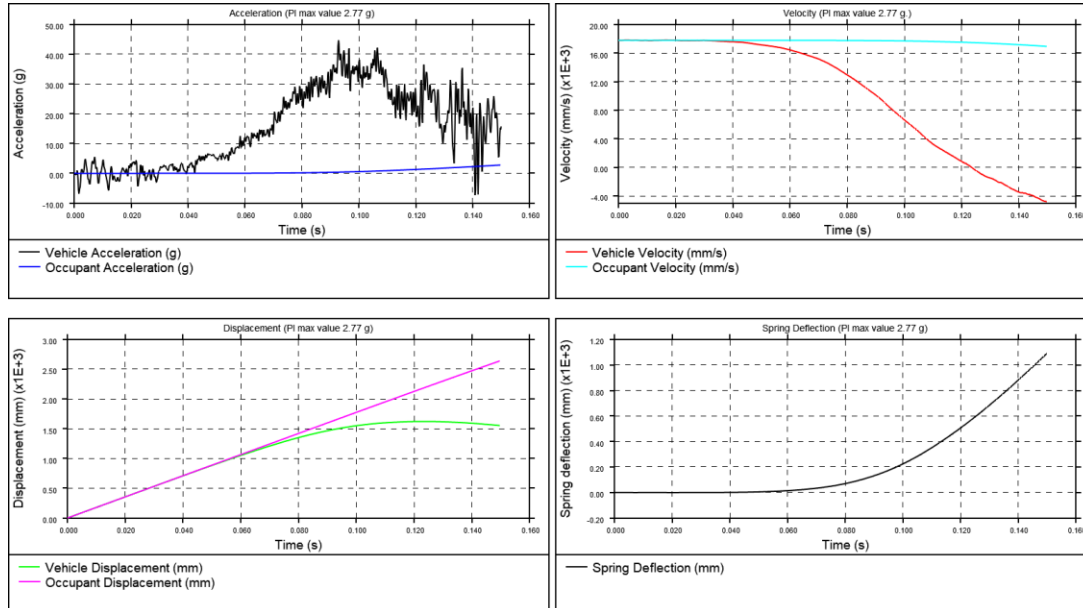 Acceleration (PI max value 2.77 g)
Acceleration (g)
50.00
40.00
30.00
20.00
10.00
0.00
-10.00
0.000 0.020 0.040 0.060 0.080 0.100 0.120 0.140 0.160
Time (s)
Vehicle Acceleration (g)
Occupant Acceleration (g)
Velocity (PI max value 2.77 g.)
Velocity (mm/s) (x1E+3)
20.00
16.00
12.00
8.00
4.00
0.00
-4.00
0.000 0.020 0.040 0.060 0.080 0.100 0.120 0.140 0.160
Time (s)
Vehicle Velocity (mm/s)
Occupant Velocity (mm/s)
Displacement (PI max value 2.77 g)
Displacement (mm) (x1E+3)
3.00
2.50
2.00
1.50
1.00
0.50
0.00
0.000 0.020 0.040 0.060 0.080 0.100 0.120 0.140 0.160
Time (s)
Vehicle Displacement (mm)
Occupant Displacement (mm)
Spring Deflection (PI max value 2.77 g)
Spring deflection (mm) (x1E+3)
1.20
1.00
0.80
0.60
0.40
0.20
0.00
-0.20
0.000 0.020 0.040 0.060 0.080 0.100 0.120 0.140 0.160
Time (s)
Spring Deflection (mm)